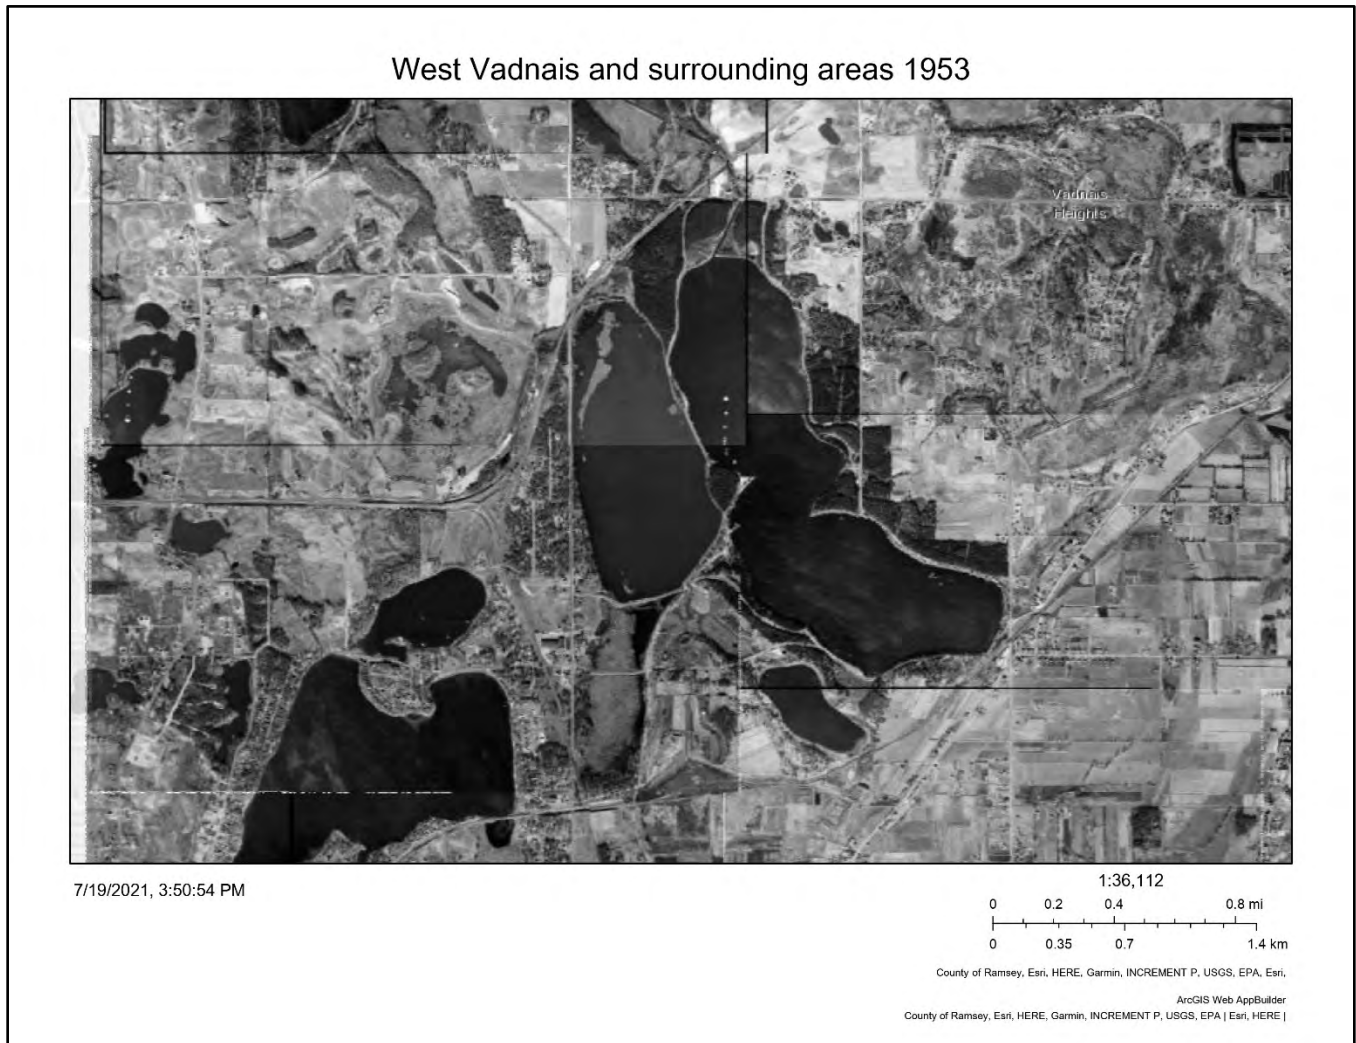 West Vadnais and surrounding areas 1953
Vadnais
Heights
7/19/2021, 3:50:54 PM
1:36,112
0 0.2 0.4 0.8 mi
0 0.35 0.7 1.4 km
County of Ramsey, Esri, HERE, Garmin, INCREMENT P, USGS, EPA, Esri,
ArcGIS Web AppBuilder
County of Ramsey, Esri, HERE, Garmin, INCREMENT P, USGS, EPA | Esri, HERE |